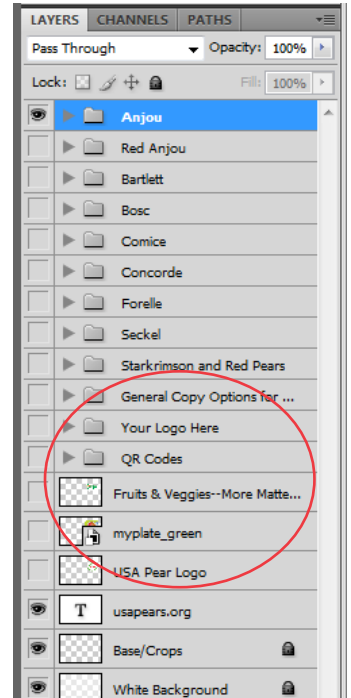 LAYERS CHANNELS PATHS
Pass Through Opacity: 100%
Lock: Fill: 100%
Anjou
Red Anjou
Bartlett
Bosc
Comice
Concorde
Forelle
Seckel
Starkrimson and Red Pears
General Copy Options for ...
Your Logo Here
QR Codes
Fruits & Veggies--More Matte...
myplate_green
USA Pear Logo
T usapears.org
Base/Crops
White Background